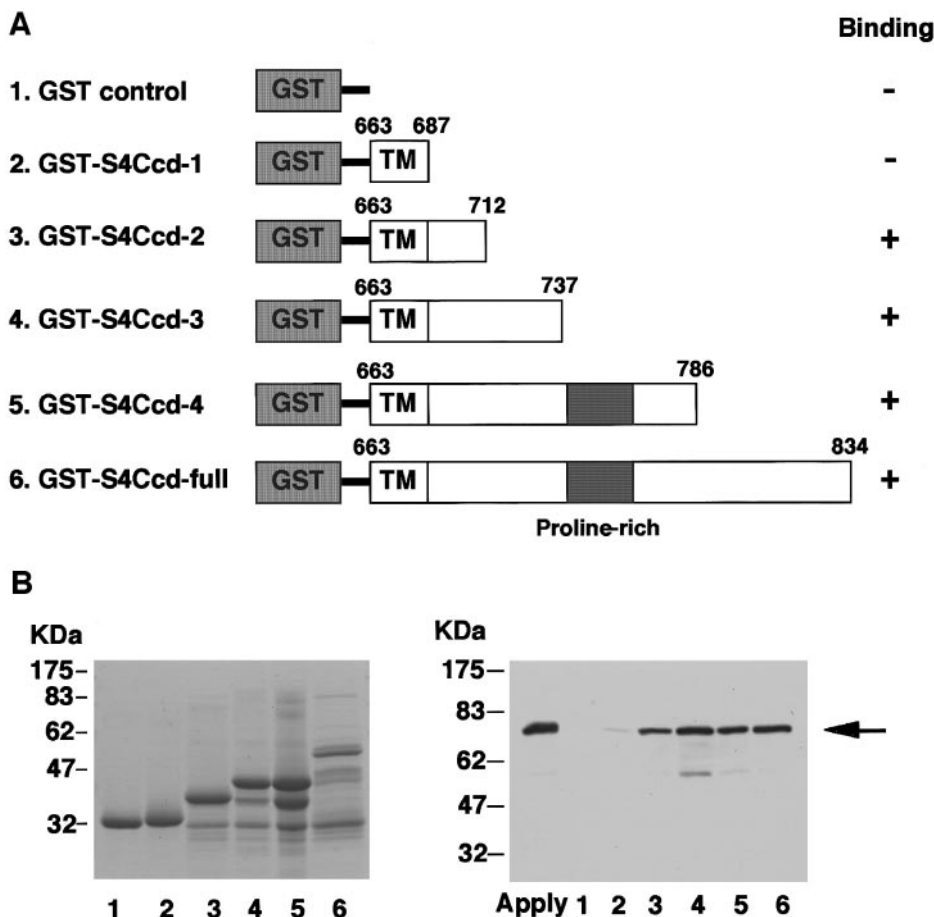 A
Binding
1. GST control GST -
663 687
2. GST-S4Ccd-1 GST TM -
663 712
3. GST-S4Ccd-2 GST TM +
663 737
4. GST-S4Ccd-3 GST TM +
663 786
5. GST-S4Ccd-4 GST TM +
663 834
6. GST-S4Ccd-full GST TM +
Proline-rich
B
KDa
175-
83-
62-
47-
32-
1 2 3 4 5 6
KDa
175-
83-
62-
47-
32-
Apply 1 2 3 4 5 6